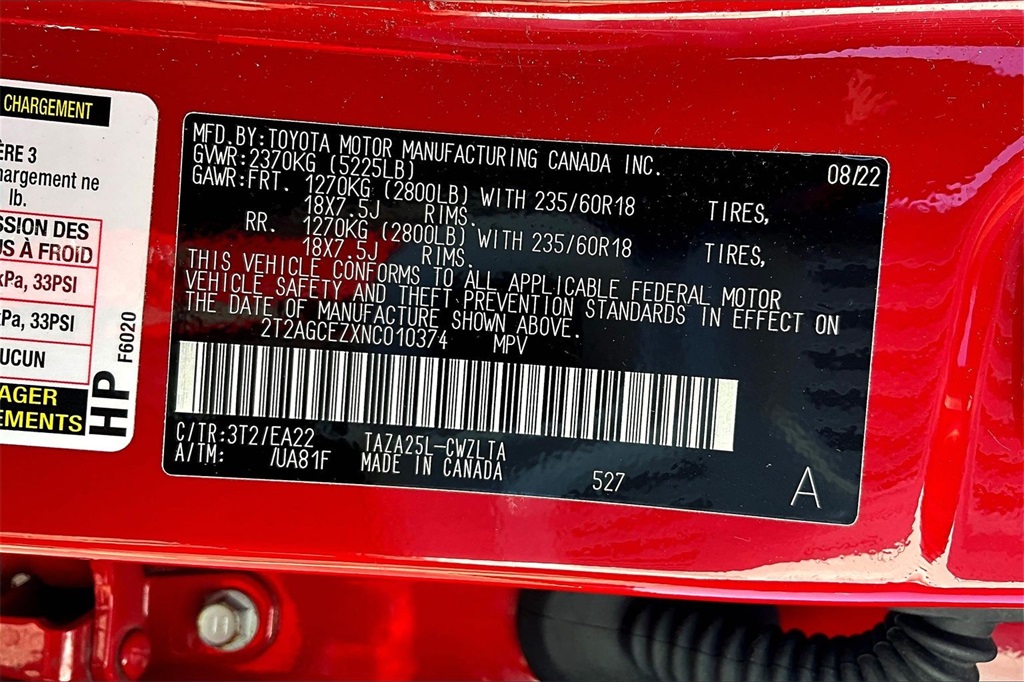 CHARGEMENT
ÈRE 3
hargement ne
lb.
SSION DES
US À FROID
kPa, 33PSI
kPa, 33PSI
UCUN
AGER
EMENTS
HP
F6020
MFD.BY:TOYOTA MOTOR MANUFACTURING CANADA INC.
08/22
GVWR:2370KG (5225LB)
GAWR:FRT. 1270KG (2800LB) WITH 235/60R18 TIRES,
18X7.5J RIMS.
RR. 1270KG (2800LB) WITH 235/60R18 TIRES,
18X7.5J RIMS.
THIS VEHICLE CONFORMS TO ALL APPLICABLE FEDERAL MOTOR
VEHICLE SAFETY AND THEFT PREVENTION STANDARDS IN EFFECT ON
THE DATE OF MANUFACTURE SHOWN ABOVE.
2T2AGCEZXNC010374 MPV
C/TR:3T2/EA22 TAZA25L-CWZLTA
A/TM: /UA81F MADE IN CANADA
527
A